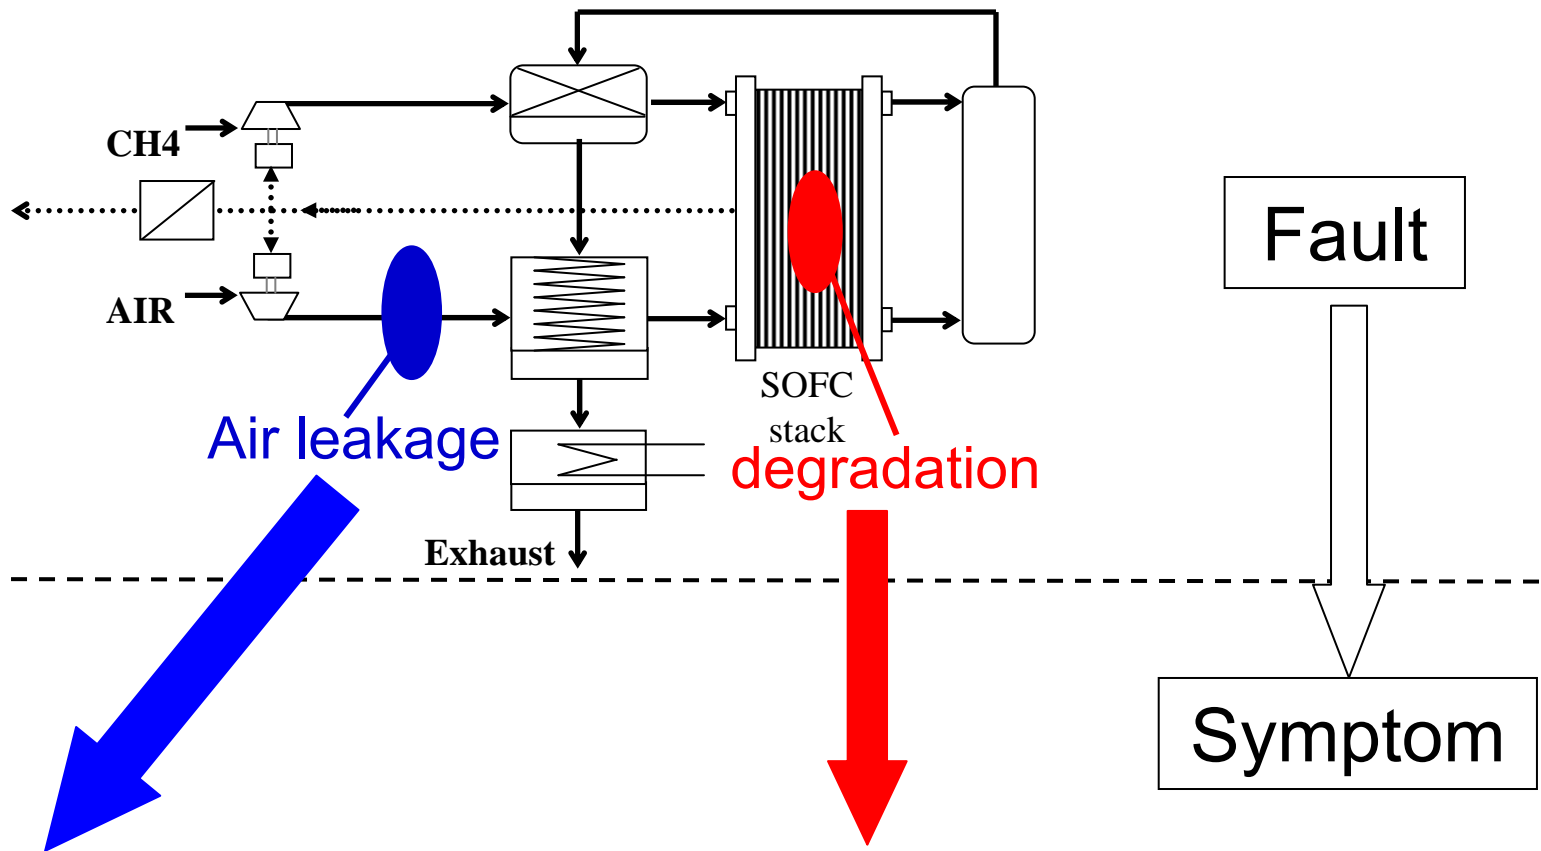 CH4
AIR
SOFC
stack
Air leakage
degradation
Exhaust
Fault
Symptom